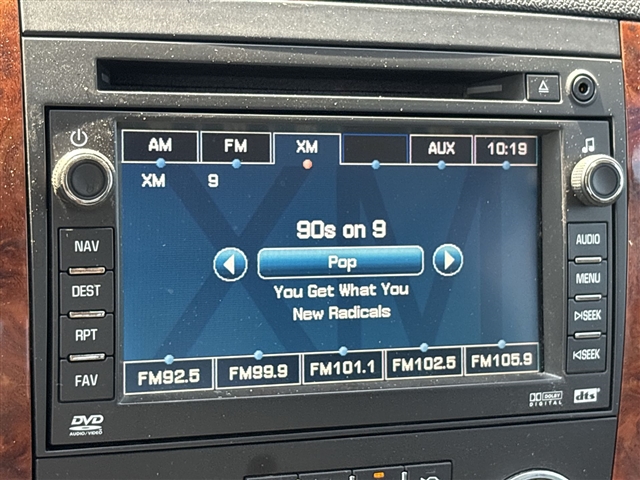 AM FM XM AUX 10:19
XM 9
XM
90s on 9
Pop
You Get What You
New Radicals
FM92.5 FM99.9 FM101.1 FM102.5 FM105.9
NAV
DEST
RPT
FAV
AUDIO
MENU
SEEK
SEEK
DVD
AUDIO/VIDEO
DOLBY
DIGITAL
dts